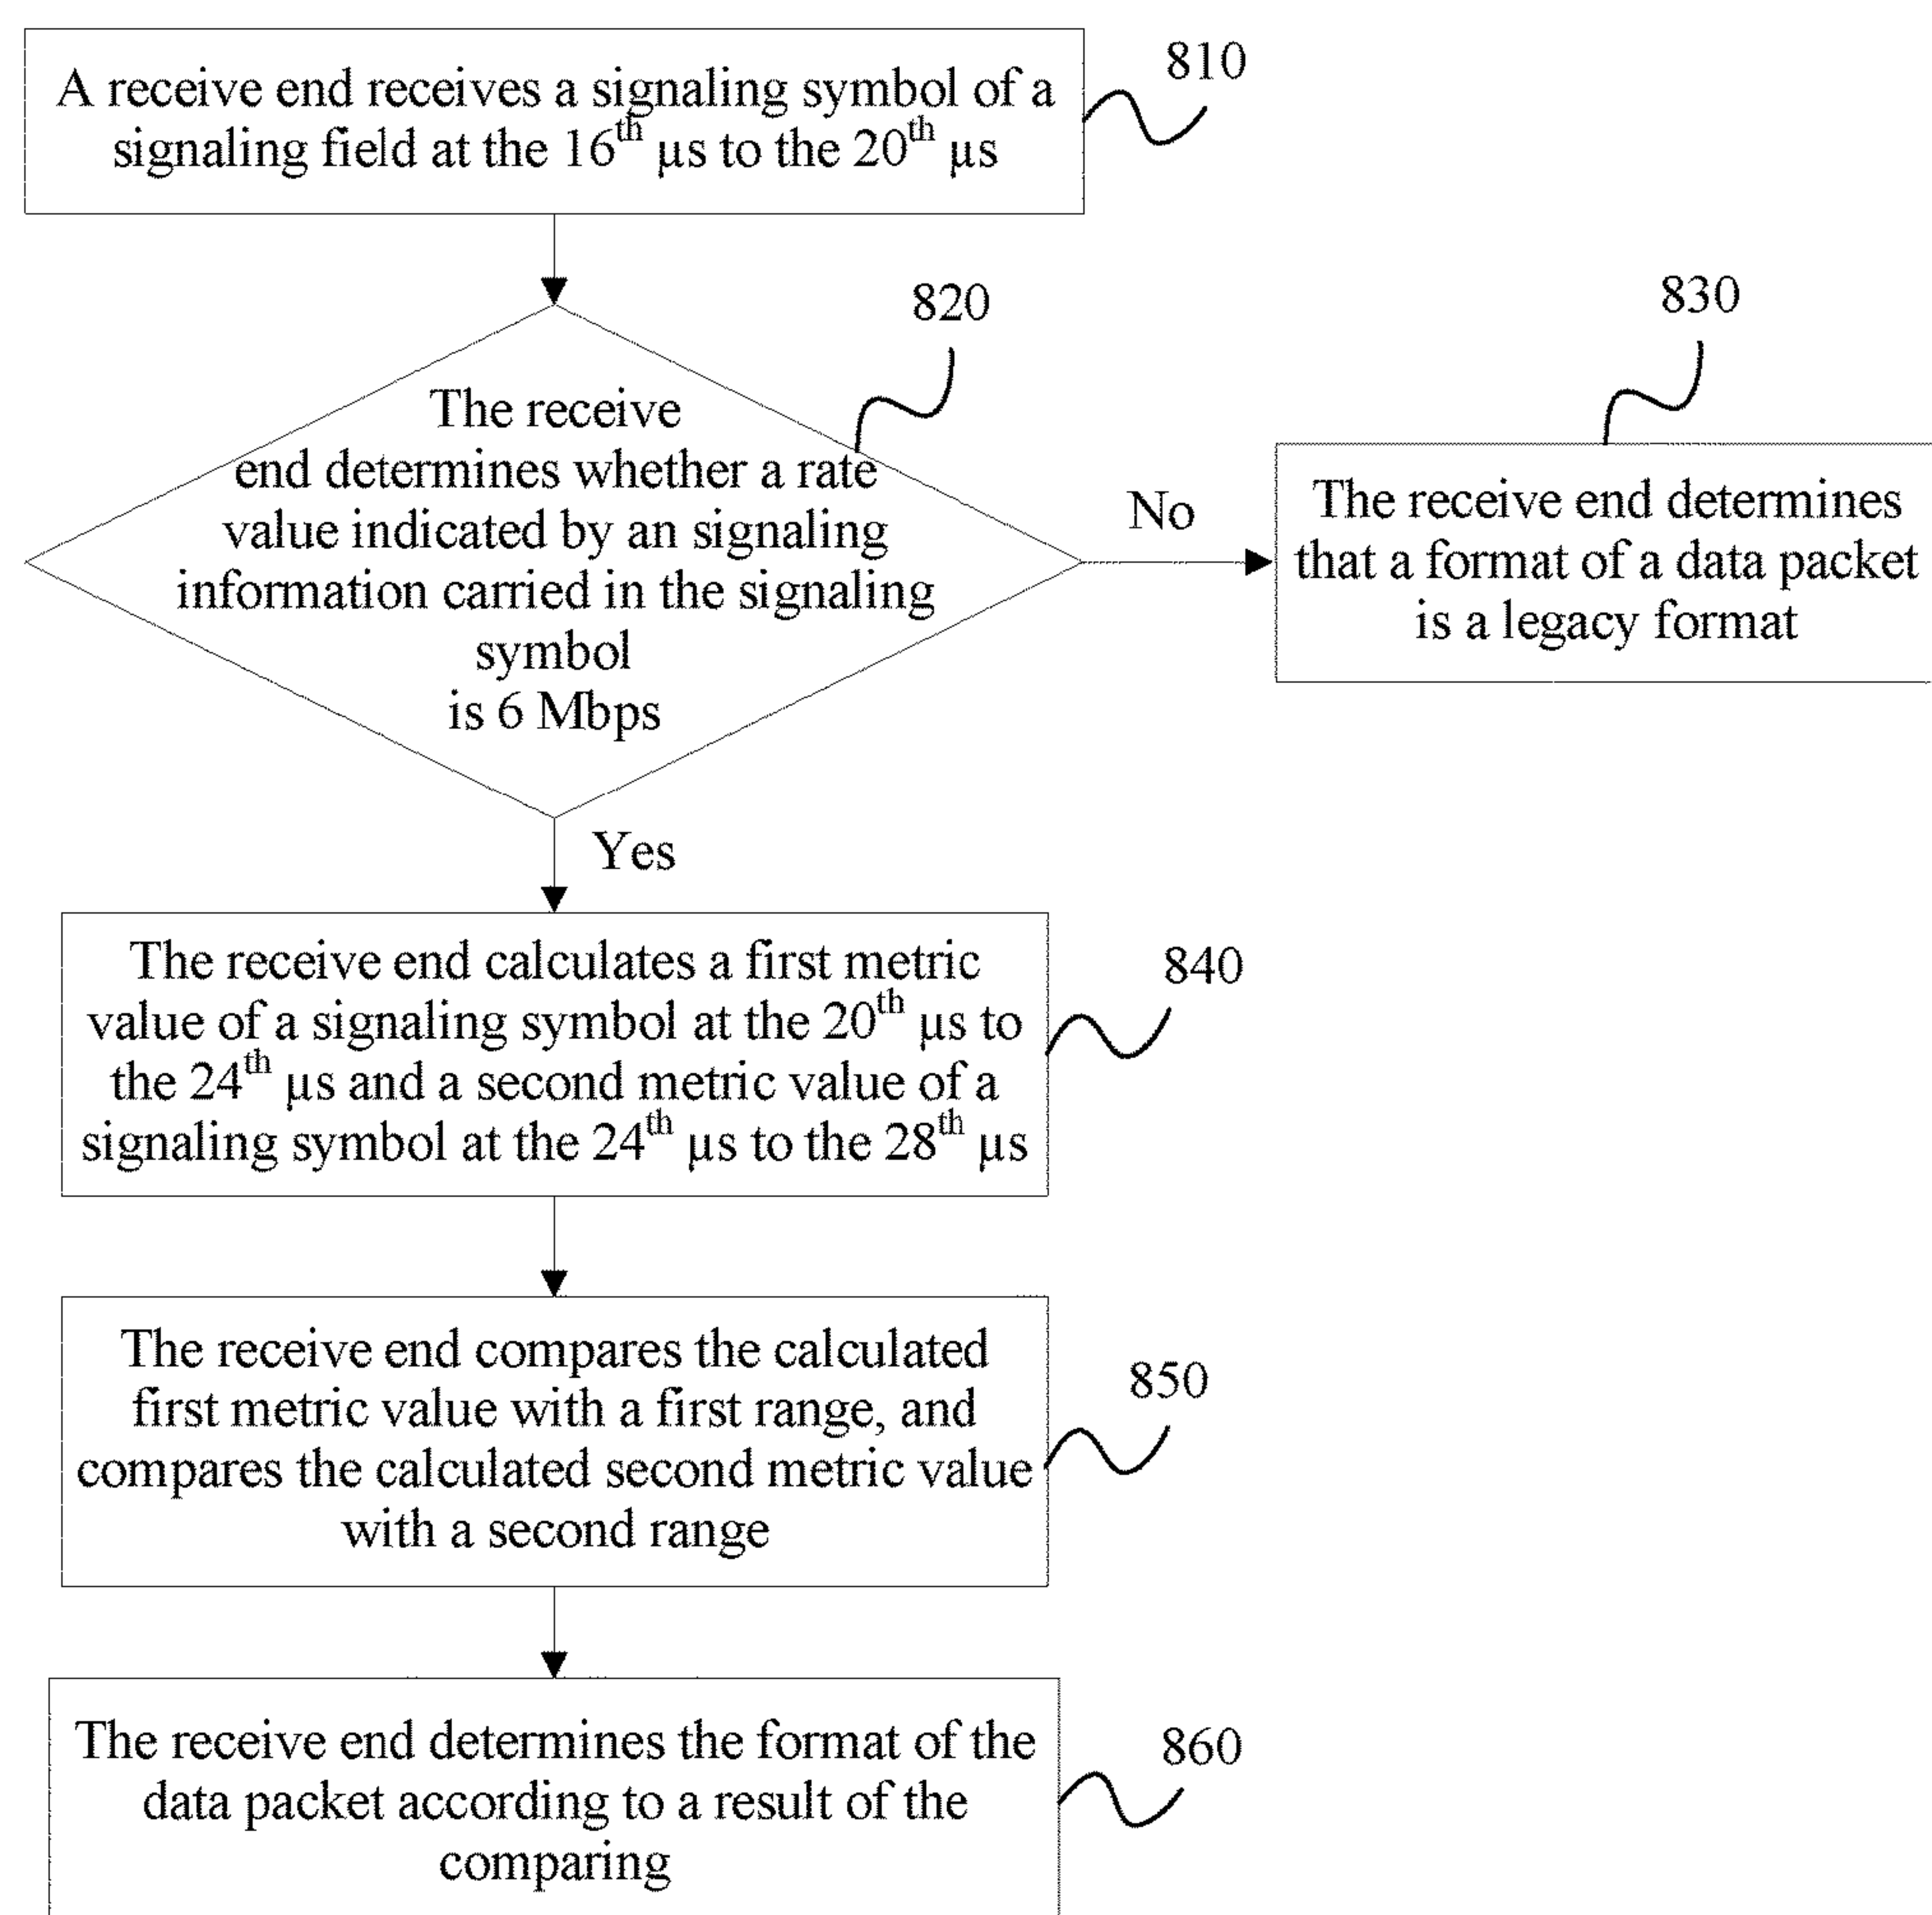 A receive end receives a signaling symbol of a
signaling field at the 16th µs to the 20th µs
810
820
The receive
end determines whether a rate
value indicated by an signaling
information carried in the signaling
symbol
is 6 Mbps
No
830
The receive end determines
that a format of a data packet
is a legacy format
Yes
The receive end calculates a first metric
value of a signaling symbol at the 20th µs to
the 24th µs and a second metric value of a
signaling symbol at the 24th µs to the 28th µs
840
The receive end compares the calculated
first metric value with a first range, and
compares the calculated second metric value
with a second range
850
The receive end determines the format of the
data packet according to a result of the
comparing
860